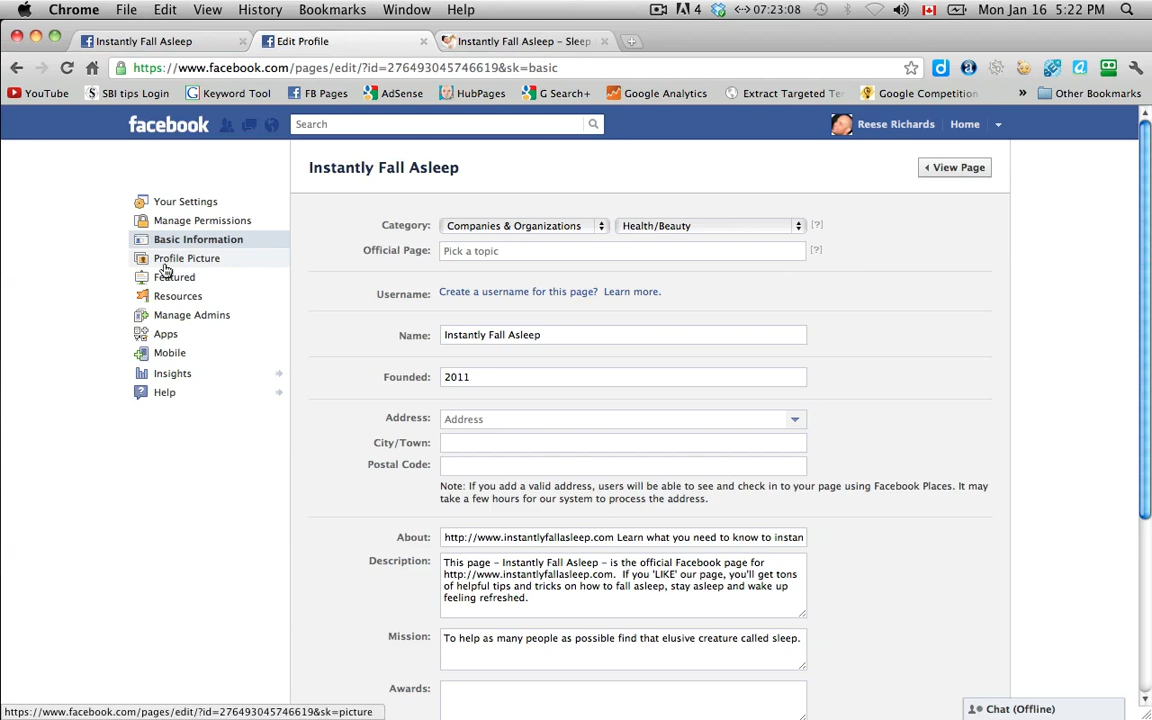 Chrome File Edit View History Bookmarks Window Help 4 07:23:08 Mon Jan 16 5:22 PM
Instantly Fall Asleep Edit Profile Instantly Fall Asleep – Sleep
https://www.facebook.com/pages/edit/?id=276493045746619&sk=basic
YouTube SBI tips Login Keyword Tool FB Pages AdSense HubPages G Search+ Google Analytics Extract Targeted Te Google Competition » Other Bookmarks
facebook Search Reese Richards Home
Instantly Fall Asleep View Page
Your Settings
Manage Permissions
Basic Information
Profile Picture
Featured
Resources
Manage Admins
Apps
Mobile
Insights
Help
Category: Companies & Organizations Health/Beauty [?]
Official Page: Pick a topic [?]
Username: Create a username for this page? Learn more.
Name: Instantly Fall Asleep
Founded: 2011
Address: Address
City/Town:
Postal Code:
Note: If you add a valid address, users will be able to see and check in to your page using Facebook Places. It may
take a few hours for our system to process the address.
About: http://www.instantlyfallasleep.com Learn what you need to know to instan
Description: This page – Instantly Fall Asleep – is the official Facebook page for
http://www.instantlyfallasleep.com. If you 'LIKE' our page, you'll get tons
of helpful tips and tricks on how to fall asleep, stay asleep and wake up
feeling refreshed.
Mission: To help as many people as possible find that elusive creature called sleep.
Awards:
https://www.facebook.com/pages/edit/?id=276493045746619&sk=picture
Chat (Offline)